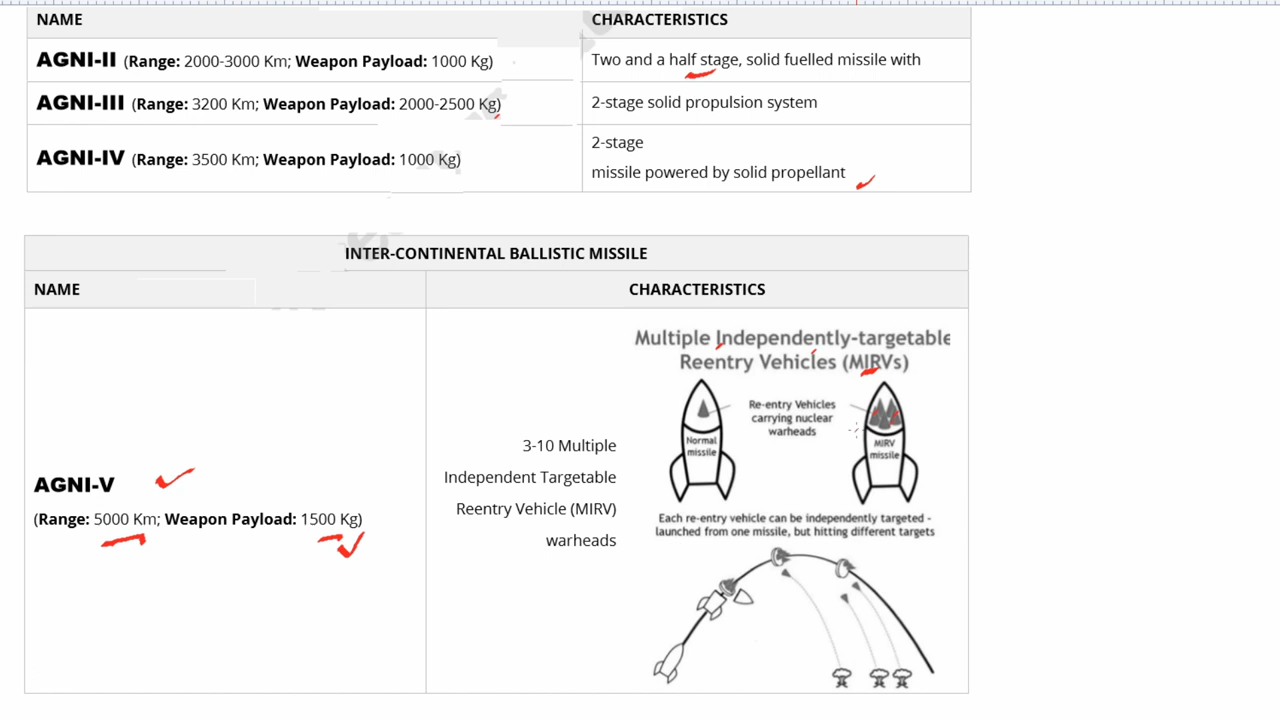 NAME CHARACTERISTICS
AGNI-II (Range: 2000-3000 Km; Weapon Payload: 1000 Kg) Two and a half stage, solid fuelled missile with
AGNI-III (Range: 3200 Km; Weapon Payload: 2000-2500 Kg) 2-stage solid propulsion system
AGNI-IV (Range: 3500 Km; Weapon Payload: 1000 Kg) 2-stage
missile powered by solid propellant
INTER-CONTINENTAL BALLISTIC MISSILE
NAME CHARACTERISTICS
AGNI-V
(Range: 5000 Km; Weapon Payload: 1500 Kg)
3-10 Multiple
Independent Targetable
Reentry Vehicle (MIRV)
warheads
Multiple Independently-targetable
Reentry Vehicles (MIRVs)
Re-entry Vehicles
carrying nuclear
warheads
Normal
missile
MIRV
missile
Each re-entry vehicle can be independently targeted -
launched from one missile, but hitting different targets